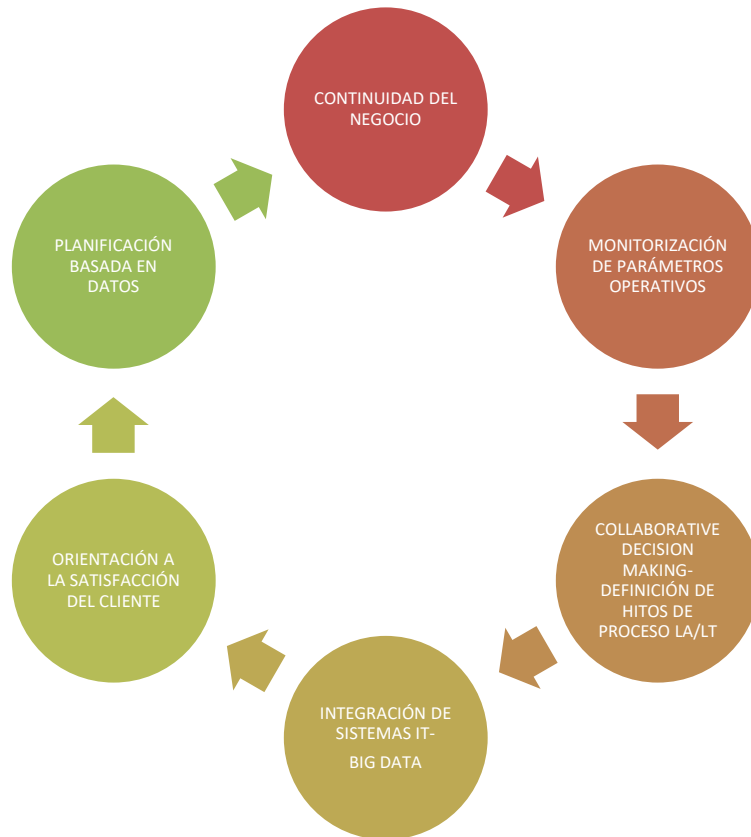 CONTINUIDAD DEL
NEGOCIO
MONITORIZACIÓN
DE PARÁMETROS
OPERATIVOS
COLLABORATIVE
DECISION
MAKING-
DEFINICIÓN DE
HITOS DE
PROCESO LA/LT
INTEGRACIÓN DE
SISTEMAS IT-
BIG DATA
ORIENTACIÓN A
LA SATISFACCIÓN
DEL CLIENTE
PLANIFICACIÓN
BASADA EN
DATOS